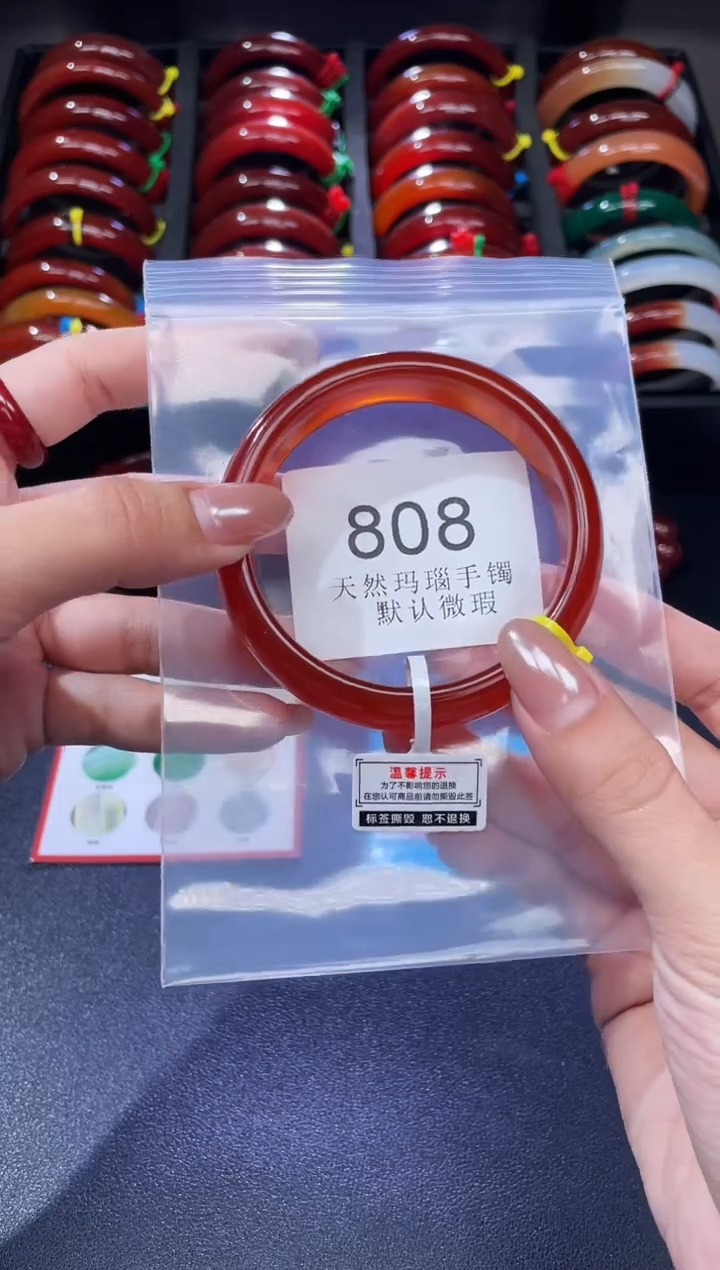 808
天然玛瑙手镯
默认微瑕
温馨提示
为了不影响您的退换
在您认可商品前请勿撕毁此签
标签撕毁 恕不退换